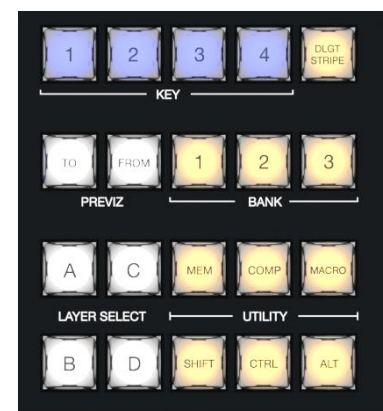 1 2 3 4 DLGT STRIPE
KEY
TO FROM 1 2 3
PREVIZ BANK
A C MEM COMP MACRO
LAYER SELECT UTILITY
B D SHIFT CTRL ALT